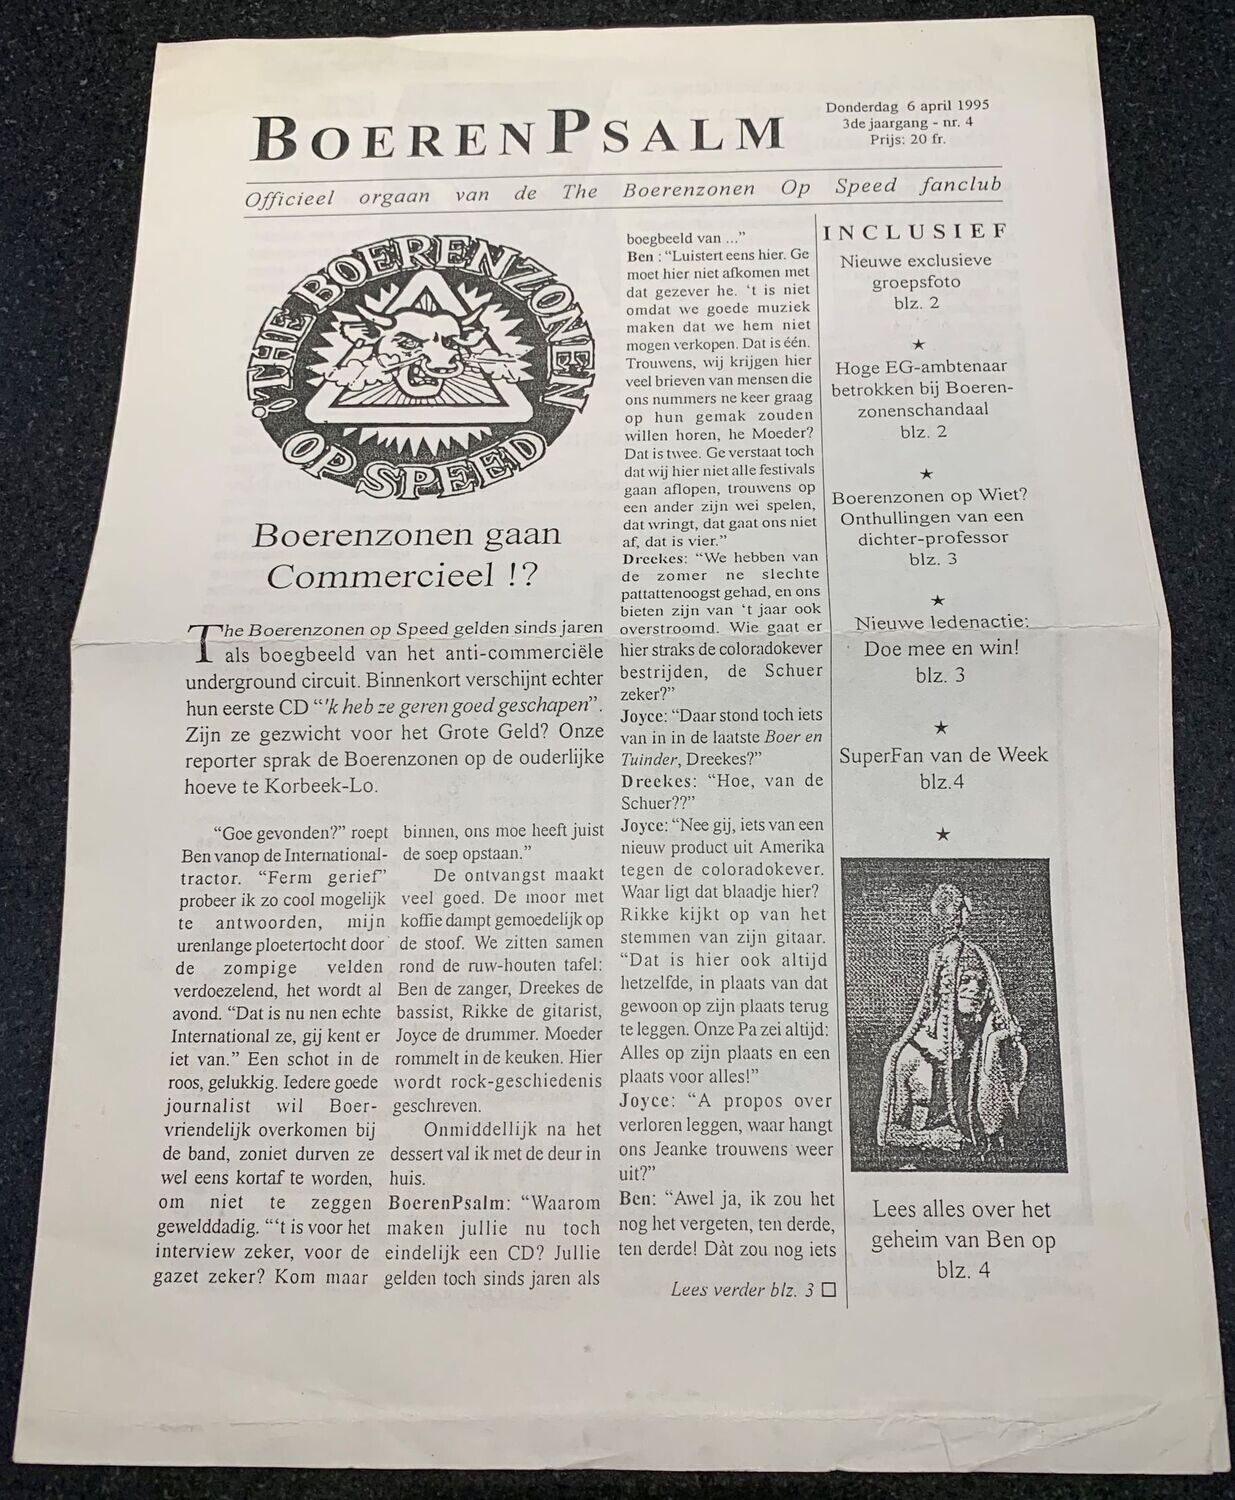 BOERENPSALM
Donderdag 6 april 1995
3de jaargang - nr. 4
Prijs: 20 fr.
Officieel orgaan van de The Boerenzonen Op Speed fanclub
THE BOERENZONEN
OP SPEED
Boerenzonen gaan
Commercieel !?
The Boerenzonen op Speed gelden sinds jaren
als boegbeeld van het anti-commerciële
underground circuit. Binnenkort verschijnt echter
hun eerste CD “'k heb ze geren goed geschapen”.
Zijn ze gezwicht voor het Grote Geld? Onze
reporter sprak de Boerenzonen op de ouderlijke
hoeve te Korbeek-Lo.
“Goe gevonden?” roept
Ben vanop de International-
tractor. “Ferm gerief”
probeer ik zo cool mogelijk
te antwoorden, mijn
urenlange ploetertocht door
de zompige velden
verdoezelend, het wordt al
avond. “Dat is nu nen echte
International ze, gij kent er
iet van.” Een schot in de
roos, gelukkig. Iedere goede
journalist wil Boer-
vriendelijk overkomen bij
de band, zoniet durven ze
wel eens kortaf te worden,
om niet te zeggen
gewelddadig. “'t is voor het
interview zeker, voor de
gazet zeker? Kom maar
binnen, ons moe heeft juist
de soep opstaan.”
De ontvangst maakt
veel goed. De moor met
koffie dampt gemoedelijk op
de stoof. We zitten samen
rond de ruw-houten tafel:
Ben de zanger, Dreekes de
bassist, Rikke de gitarist,
Joyce de drummer. Moeder
rommelt in de keuken. Hier
wordt rock-geschiedenis
geschreven.
Onmiddellijk na het
dessert val ik met de deur in
huis.
BoerenPsalm: “Waarom
maken jullie nu toch
eindelijk een CD? Jullie
gelden toch sinds jaren als
boegbeeld van ...”
Ben : “Luistert eens hier. Ge
moet hier niet afkomen met
dat gezever he. 't is niet
omdat we goede muziek
maken dat we hem niet
mogen verkopen. Dat is één.
Trouwens, wij krijgen hier
veel brieven van mensen die
ons nummers ne keer graag
op hun gemak zouden
willen horen, he Moeder?
Dat is twee. Ge verstaat toch
dat wij hier niet alle festivals
gaan aflopen, trouwens op
een ander zijn wei spelen,
dat wringt, dat gaat ons niet
af, dat is vier.”
Dreekes: “We hebben van
de zomer ne slechte
pattattenoogst gehad, en ons
bieten zijn van 't jaar ook
overstroomd. Wie gaat er
hier straks de coloradokever
bestrijden, de Schuer
zeker?”
Joyce: “Daar stond toch iets
van in in de laatste Boer en
Tuinder, Dreekes?”
Dreekes: “Hoe, van de
Schuer??”
Joyce: “Nee gij, iets van een
nieuw product uit Amerika
tegen de coloradokever.
Waar ligt dat blaadje hier?
Rikke kijkt op van het
stemmen van zijn gitaar.
“Dat is hier ook altijd
hetzelfde, in plaats van dat
gewoon op zijn plaats terug
te leggen. Onze Pa zei altijd:
Alles op zijn plaats en een
plaats voor alles!”
Joyce: “A propos over
verloren leggen, waar hangt
ons Jeanke trouwens weer
uit?”
Ben: “Awel ja, ik zou het
nog het vergeten, ten derde,
ten derde! Dàt zou nog iets
Lees verder blz. 3 □
INCLUSIEF
Nieuwe exclusieve
groepsfoto
blz. 2
★
Hoge EG-ambtenaar
betrokken bij Boeren-
zonenschandaal
blz. 2
★
Boerenzonen op Wiet?
Onthullingen van een
dichter-professor
blz. 3
★
Nieuwe ledenactie:
Doe mee en win!
blz. 3
★
SuperFan van de Week
blz.4
★
Lees alles over het
geheim van Ben op
blz. 4